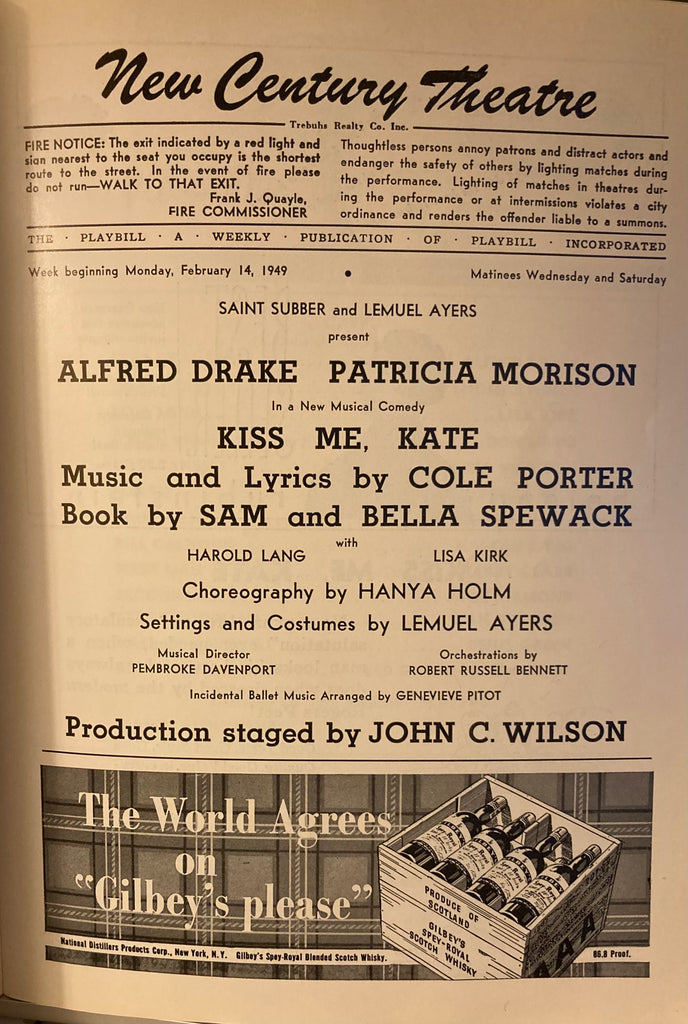 New Century Theatre
Trebuhs Realty Co. Inc.
FIRE NOTICE: The exit indicated by a red light and
sign nearest to the seat you occupy is the shortest
route to the street. In the event of fire please
do not run—WALK TO THAT EXIT.
Frank J. Quayle,
FIRE COMMISSIONER
Thoughtless persons annoy patrons and distract actors and
endanger the safety of others by lighting matches during
the performance. Lighting of matches in theatres dur-
ing the performance or at intermissions violates a city
ordinance and renders the offender liable to a summons.
THE · PLAYBILL · A · WEEKLY · PUBLICATION · OF · PLAYBILL · INCORPORATED
Week beginning Monday, February 14, 1949 • Matinees Wednesday and Saturday
SAINT SUBBER and LEMUEL AYERS
present
ALFRED DRAKE PATRICIA MORISON
In a New Musical Comedy
KISS ME, KATE
Music and Lyrics by COLE PORTER
Book by SAM and BELLA SPEWACK
with
HAROLD LANG LISA KIRK
Choreography by HANYA HOLM
Settings and Costumes by LEMUEL AYERS
Musical Director
PEMBROKE DAVENPORT
Orchestrations by
ROBERT RUSSELL BENNETT
Incidental Ballet Music Arranged by GENEVIEVE PITOT
Production staged by JOHN C. WILSON
The World Agrees
on
"Gilbey's please"
PRODUCE OF
SCOTLAND
GILBEY'S
SPEY-ROYAL
SCOTCH WHISKY
AAA
National Distillers Products Corp., New York, N.Y. Gilbey's Spey-Royal Blended Scotch Whisky. 86.8 Proof.